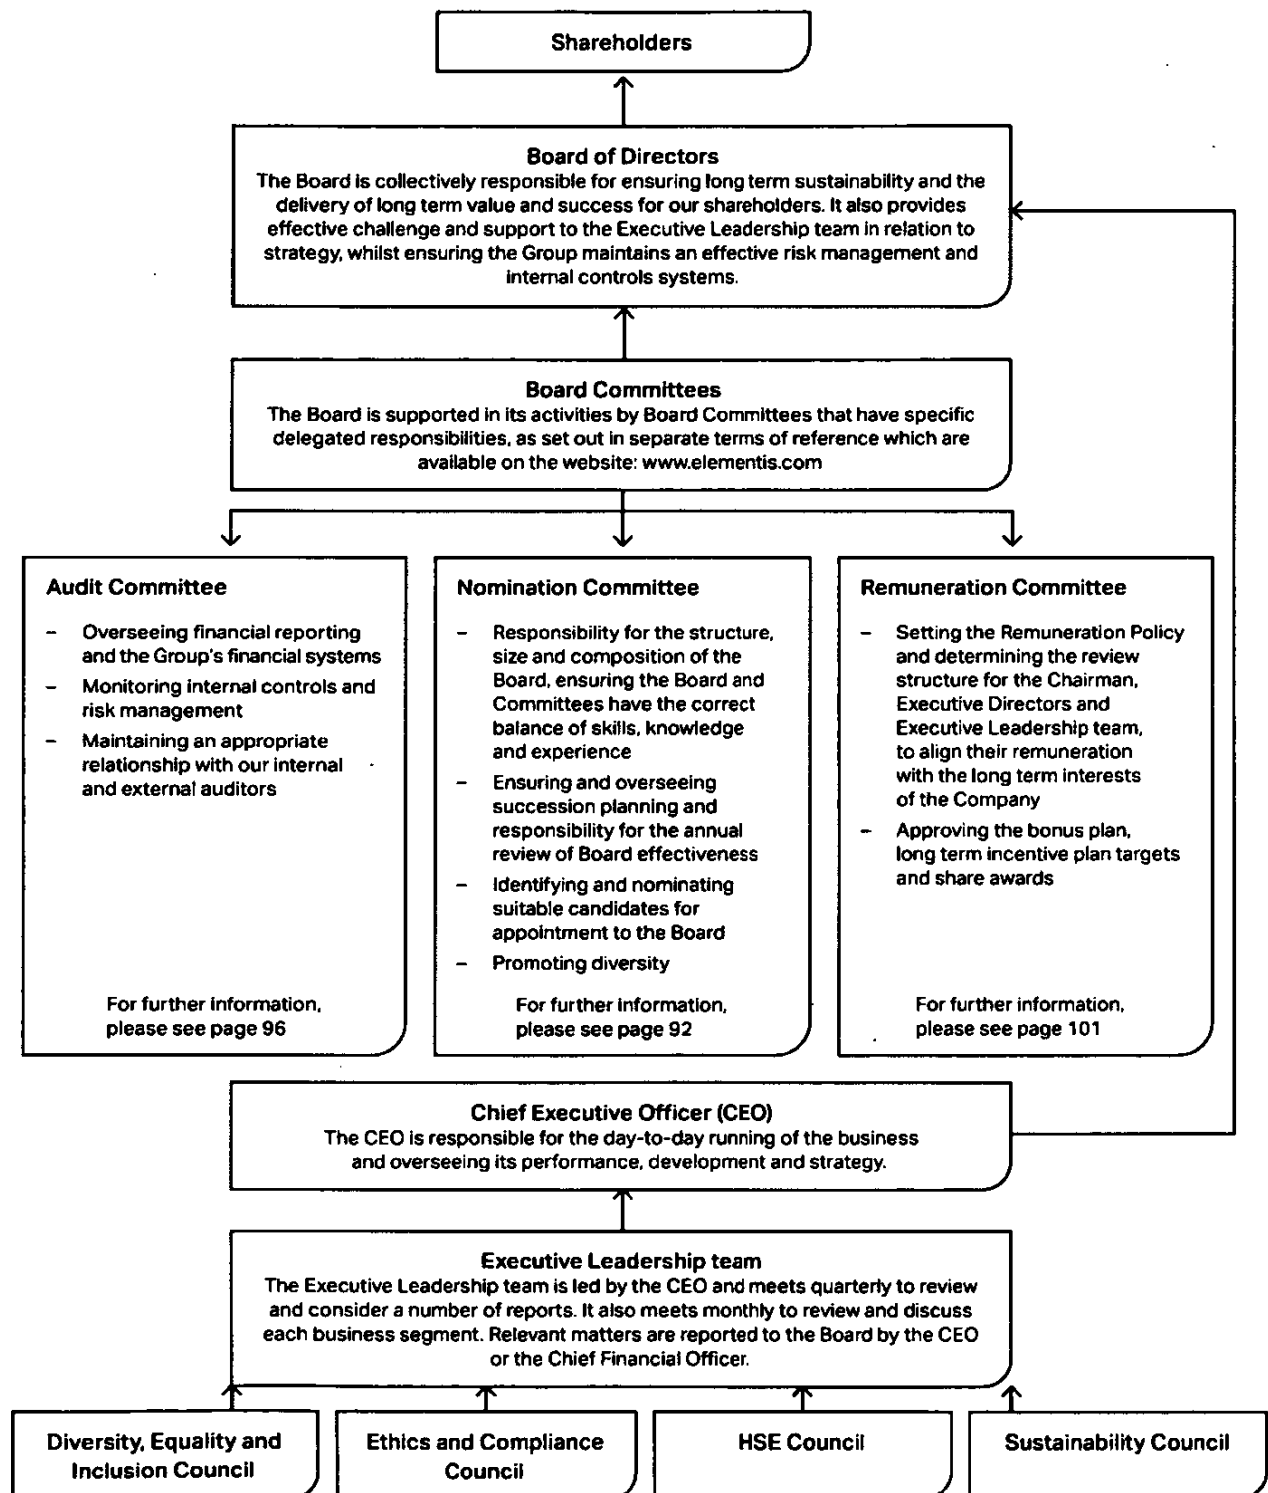 Shareholders
Board of Directors
The Board is collectively responsible for ensuring long term sustainability and the
delivery of long term value and success for our shareholders. It also provides
effective challenge and support to the Executive Leadership team in relation to
strategy, whilst ensuring the Group maintains an effective risk management and
internal controls systems.
Board Committees
The Board is supported in its activities by Board Committees that have specific
delegated responsibilities, as set out in separate terms of reference which are
available on the website: www.elementis.com
Audit Committee
– Overseeing financial reporting
and the Group's financial systems
– Monitoring internal controls and
risk management
– Maintaining an appropriate
relationship with our internal
and external auditors
For further information,
please see page 96
Nomination Committee
– Responsibility for the structure,
size and composition of the
Board, ensuring the Board and
Committees have the correct
balance of skills, knowledge
and experience
– Ensuring and overseeing
succession planning and
responsibility for the annual
review of Board effectiveness
– Identifying and nominating
suitable candidates for
appointment to the Board
– Promoting diversity
For further information,
please see page 92
Remuneration Committee
– Setting the Remuneration Policy
and determining the review
structure for the Chairman,
Executive Directors and
Executive Leadership team,
to align their remuneration
with the long term interests
of the Company
– Approving the bonus plan,
long term incentive plan targets
and share awards
For further information,
please see page 101
Chief Executive Officer (CEO)
The CEO is responsible for the day-to-day running of the business
and overseeing its performance, development and strategy.
Executive Leadership team
The Executive Leadership team is led by the CEO and meets quarterly to review
and consider a number of reports. It also meets monthly to review and discuss
each business segment. Relevant matters are reported to the Board by the CEO
or the Chief Financial Officer.
Diversity, Equality and
Inclusion Council
Ethics and Compliance
Council
HSE Council
Sustainability Council